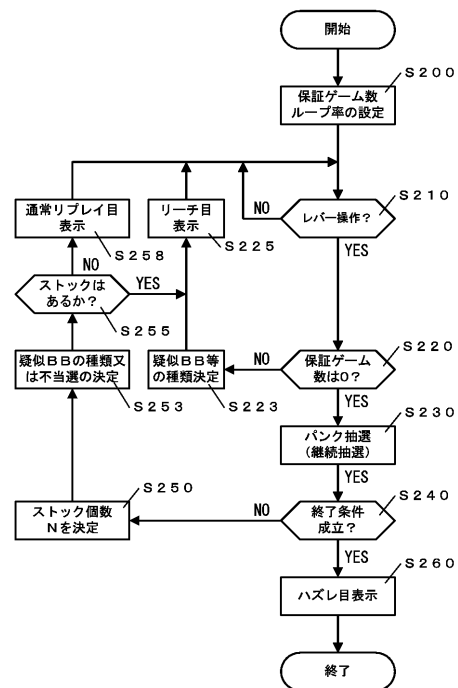 開始
S200
保証ゲーム数
ループ率の設定
S210
レバー操作?
NO
YES
通常リプレイ目
表示
S258
リーチ目
表示
S225
NO
ストックは
あるか?
YES
S255
疑似BBの種類又
は不当選の決定
S253
疑似BB等
の種類決定
S223
NO
保証ゲーム
数は0?
S220
YES
パンク抽選
(継続抽選)
S230
YES
ストック個数
Nを決定
S250
NO
終了条件
成立?
S240
YES
ハズレ目表示
S260
終了